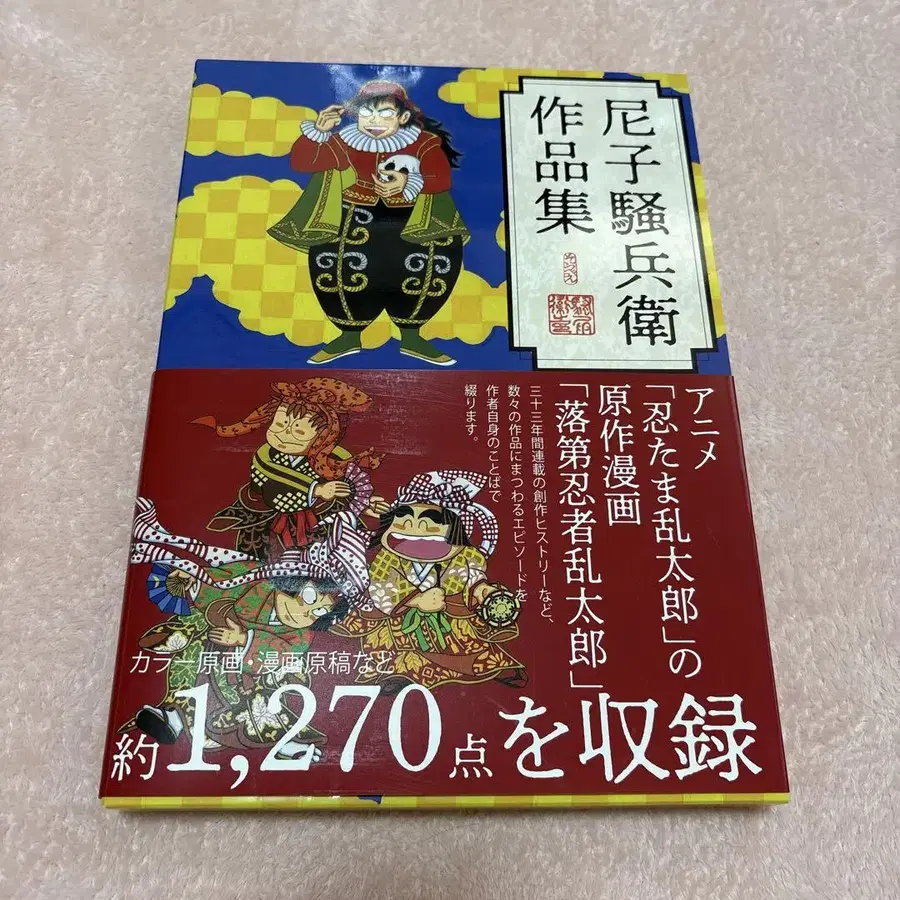 尼子騒兵衛
作品集
そうべえ
アニメ
「忍たま乱太郎」の
原作漫画
「落第忍者乱太郎」
三十三年間連載の創作ヒストリーなど、
数々の作品にまつわるエピソードを
作者自身のことばで
綴ります。
カラー原画・漫画原稿など
約1,270点を収録